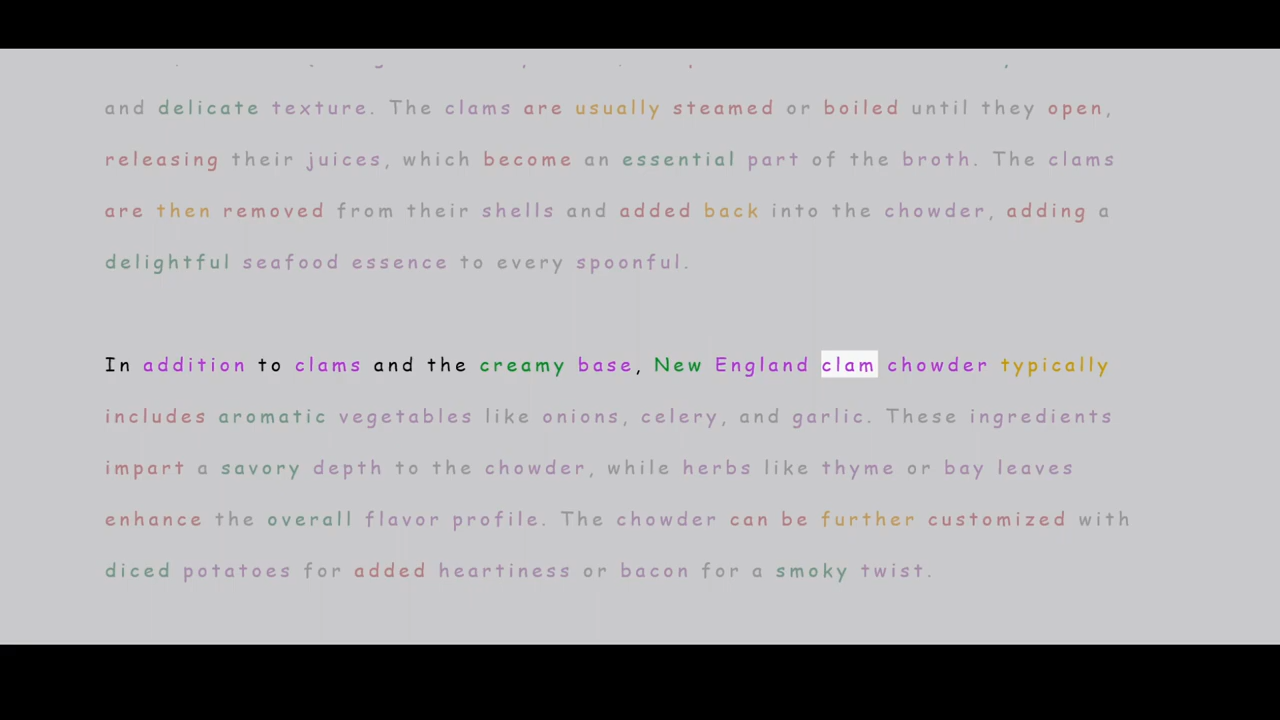 and delicate texture. The clams are usually steamed or boiled until they open,
releasing their juices, which become an essential part of the broth. The clams
are then removed from their shells and added back into the chowder, adding a
delightful seafood essence to every spoonful.
In addition to clams and the creamy base, New England clam chowder typically
includes aromatic vegetables like onions, celery, and garlic. These ingredients
impart a savory depth to the chowder, while herbs like thyme or bay leaves
enhance the overall flavor profile. The chowder can be further customized with
diced potatoes for added heartiness or bacon for a smoky twist.